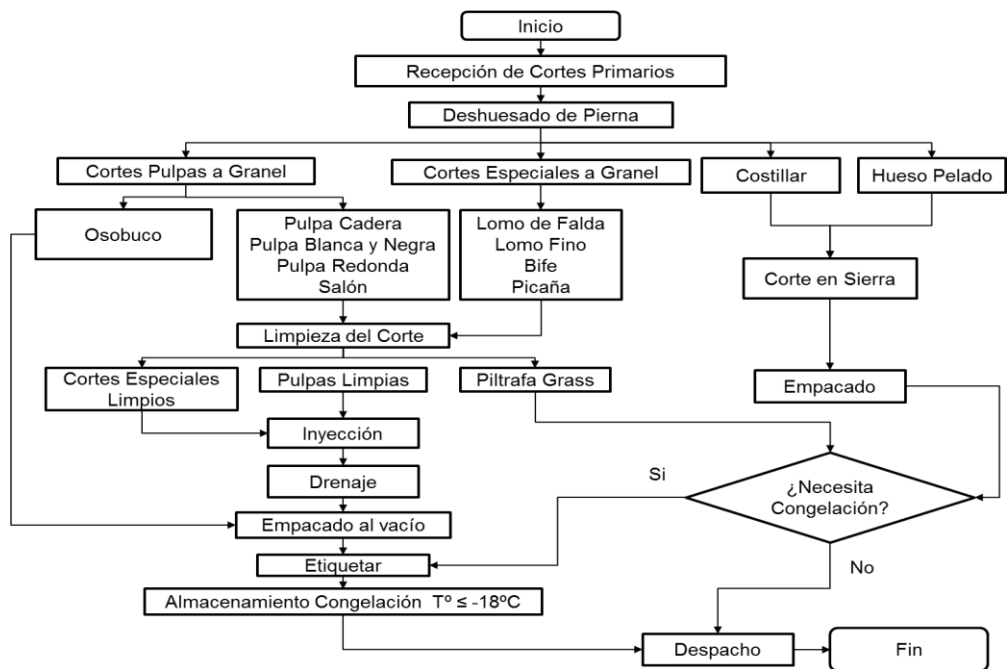 Inicio
Recepción de Cortes Primarios
Deshuesado de Pierna
Cortes Pulpas a Granel
Cortes Especiales a Granel
Costillar
Hueso Pelado
Osobuco
Pulpa Cadera
Pulpa Blanca y Negra
Pulpa Redonda
Salón
Lomo de Falda
Lomo Fino
Bife
Picaña
Corte en Sierra
Limpieza del Corte
Cortes Especiales
Limpios
Pulpas Limpias
Piltrafa Grass
Empacado
Inyección
Drenaje
Si
¿Necesita
Congelación?
Empacado al vacío
Etiquetar
No
Almacenamiento Congelación Tº ≤ -18ºC
Despacho
Fin